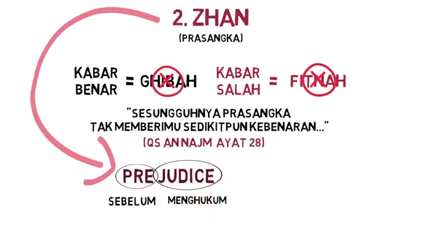 2. ZHAN
(PRASANGKA)
KABAR BENAR = GHIBAH KABAR SALAH = FITNAH
"SESUNGGUHNYA PRASANGKA
TAK MEMBERIMU SEDIKITPUN KEBENARAN..."
(QS AN NAJM AYAT 28)
PREJUDICE
SEBELUM MENGHUKUM